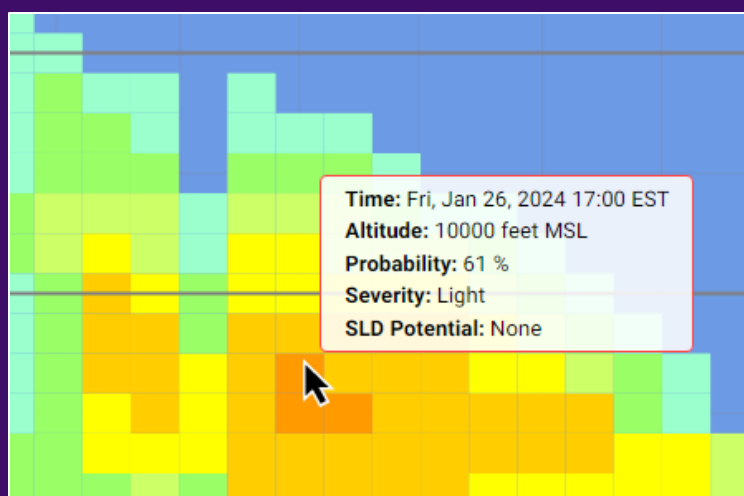 Time: Fri, Jan 26, 2024 17:00 EST
Altitude: 10000 feet MSL
Probability: 61 %
Severity: Light
SLD Potential: None